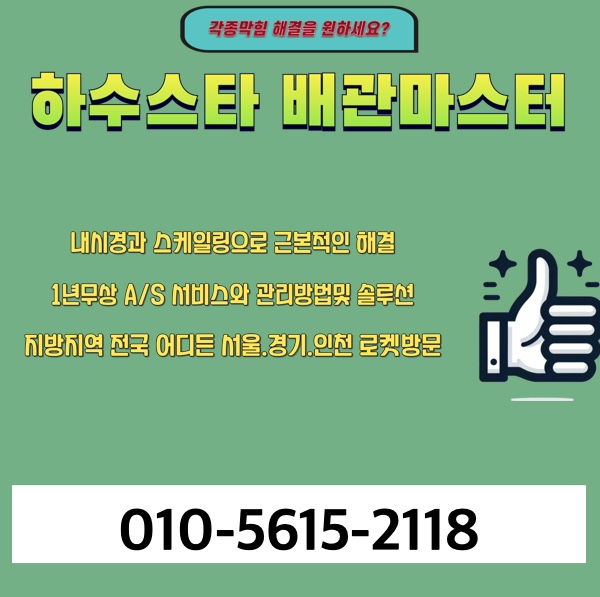 각종막힘 해결을 원하세요?
하수스타 배관마스터
내시경과 스케일링으로 근본적인 해결
1년무상 A/S 서비스와 관리방법및 솔루션
지방지역 전국 어디든 서울.경기.인천 로켓방문
010-5615-2118